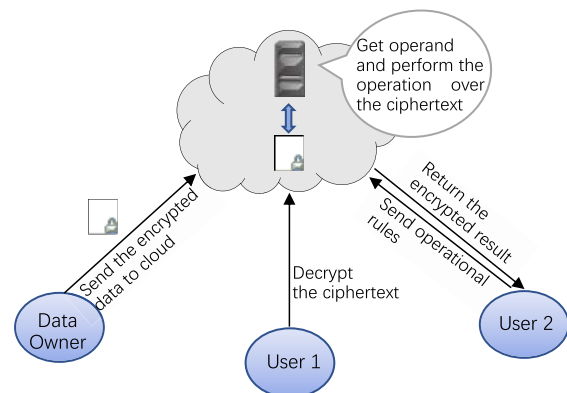 Get operand
and perform the
operation over
the ciphertext
Send the encrypted
data to cloud
Decrypt
the ciphertext
Return the
encrypted result
Send operational
rules
Data
Owner
User 1
User 2